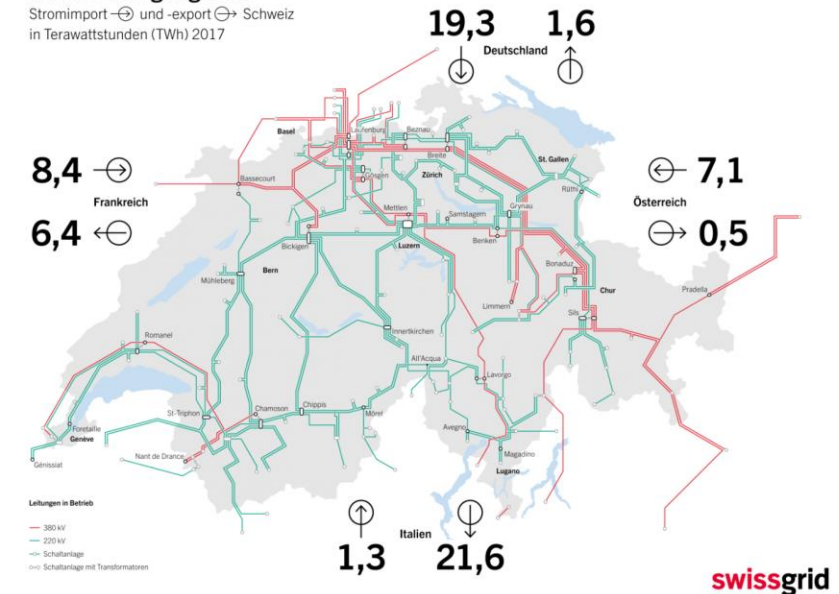 Stromimport und -export Schweiz
in Terawattstunden (TWh) 2017
19,3
1,6
Deutschland
8,4
Frankreich
6,4
7,1
Österreich
0,5
Basel
Laufenburg
Beznau
Breite
Bassecourt
Gösgen
Zürich
St. Gallen
Rüthi
Mettlen
Samstagern
Grynau
Bickigen
Luzern
Benken
Bern
Bonaduz
Mühleberg
Chur
Pradella
Limmern
Sils
Romanel
Innertkirchen
All'Acqua
Lavorgo
St-Triphon
Chamoson
Chippis
Mörel
Foretaille
Genève
Avegno
Génissiat
Nant de Drance
Magadino
Lugano
Leitungen in Betrieb
380 kV
220 kV
Schaltanlage
Schaltanlage mit Transformatoren
Italien
1,3
21,6
swissgrid